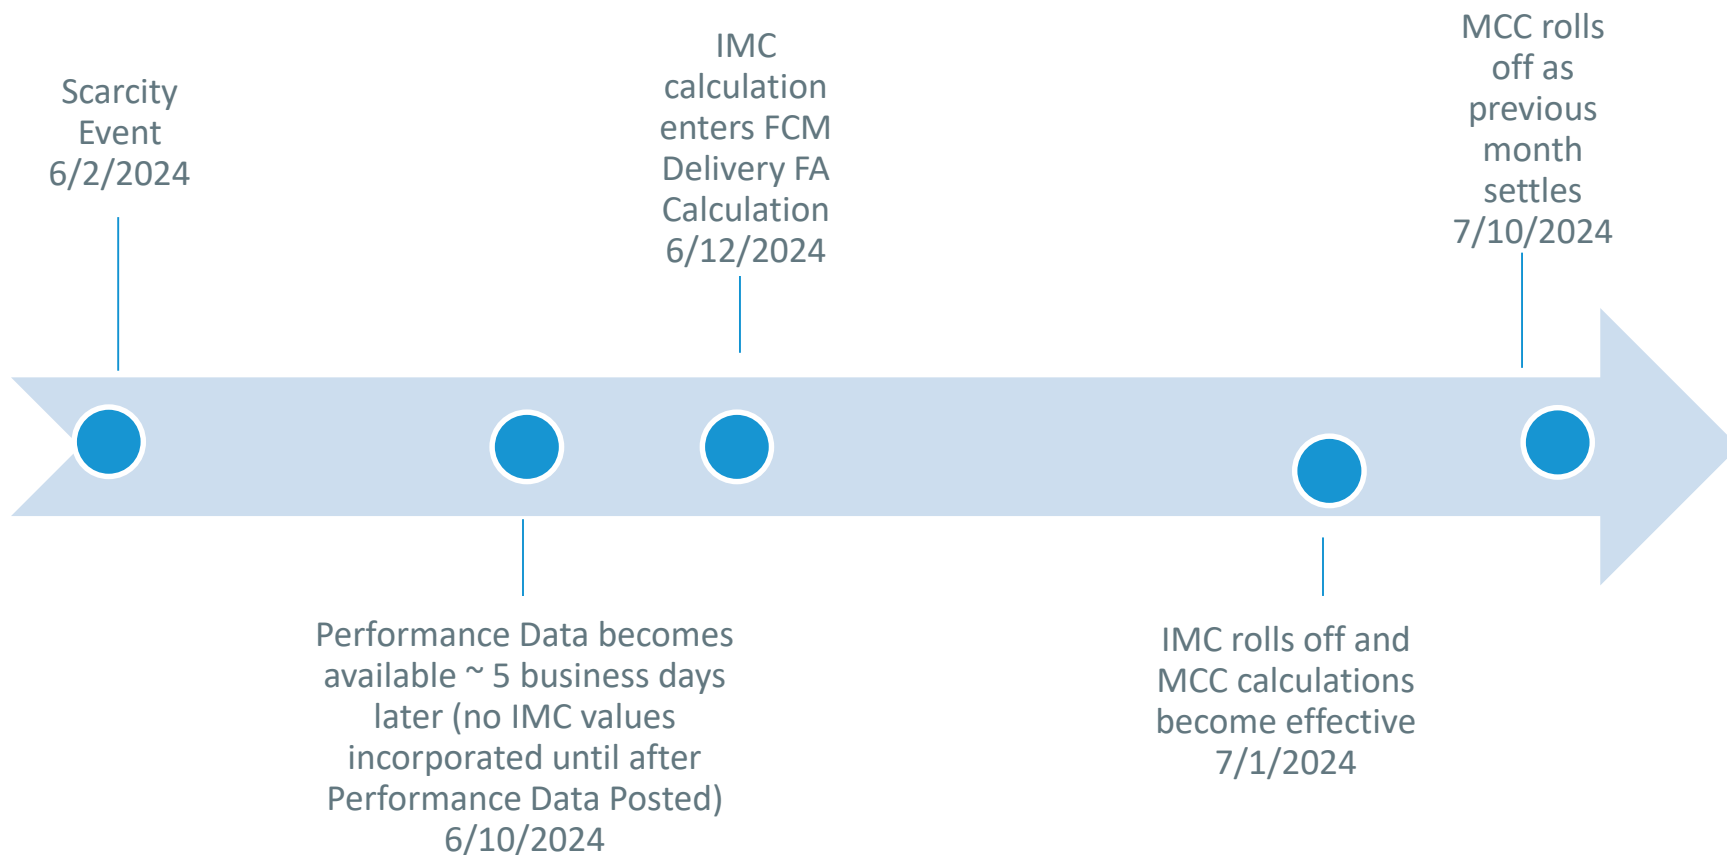 Scarcity
Event
6/2/2024
Performance Data becomes
available ~ 5 business days
later (no IMC values
incorporated until after
Performance Data Posted)
6/10/2024
IMC
calculation
enters FCM
Delivery FA
Calculation
6/12/2024
IMC rolls off and
MCC calculations
become effective
7/1/2024
MCC rolls
off as
previous
month
settles
7/10/2024